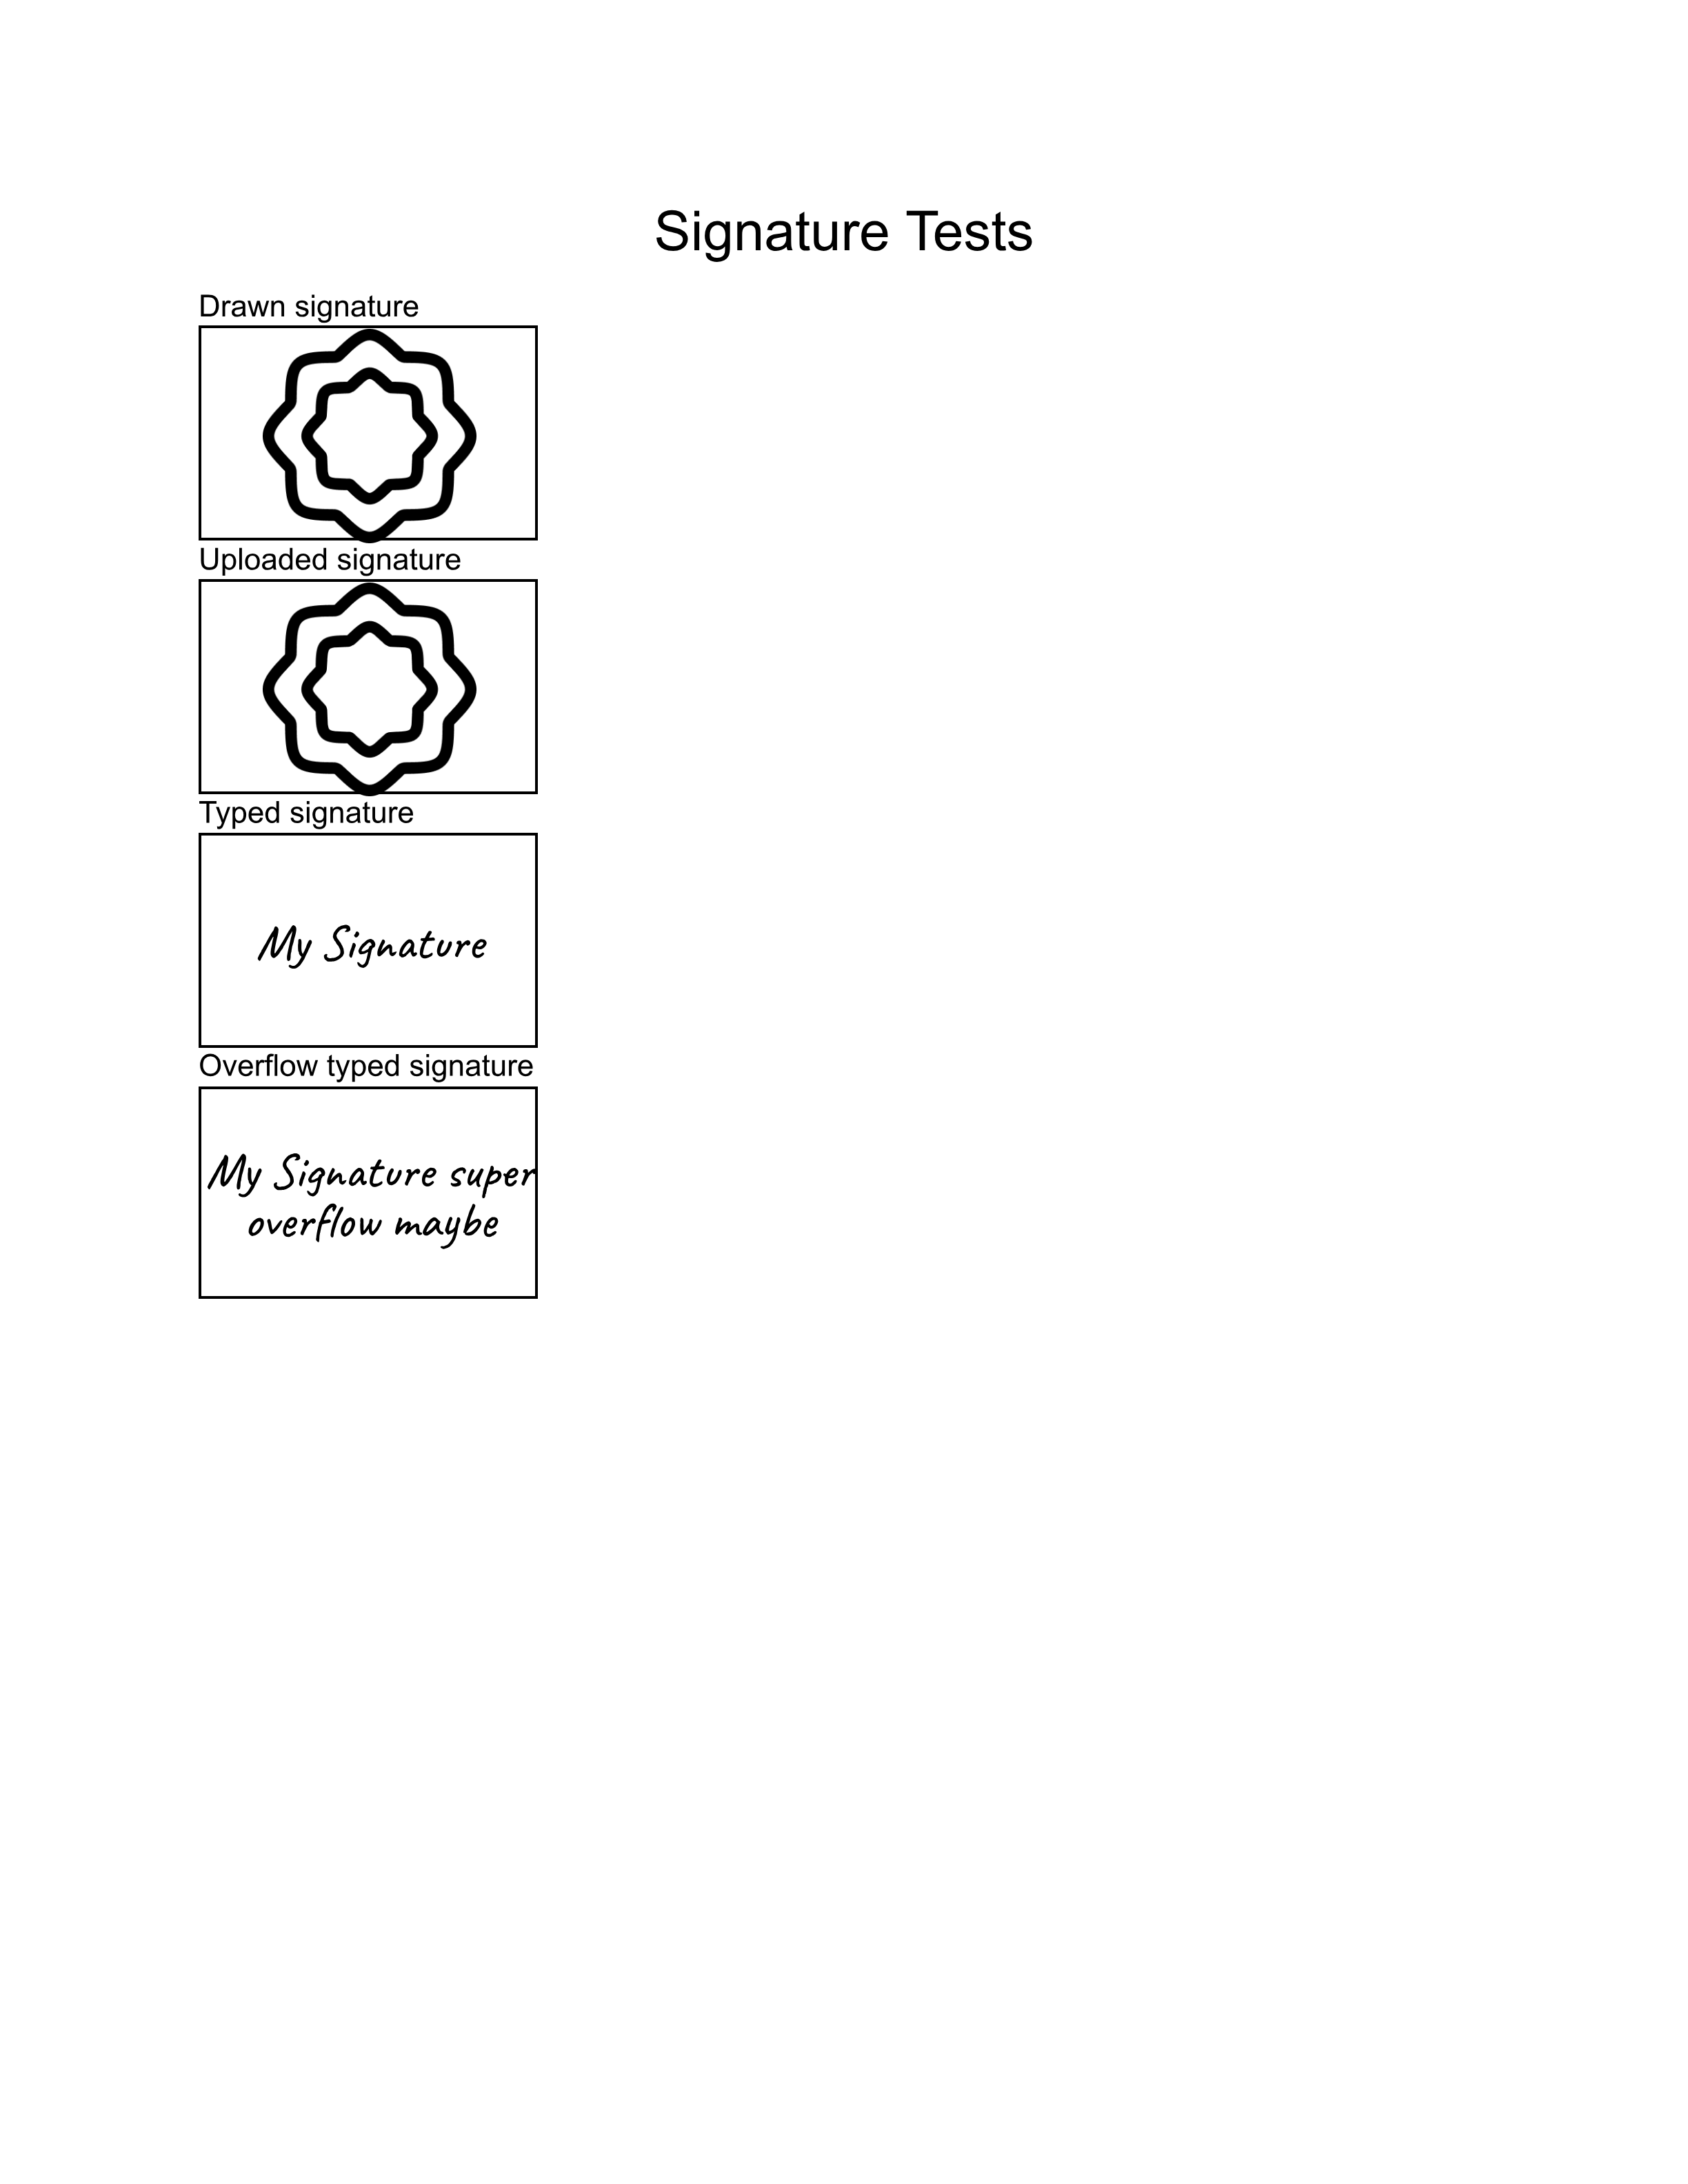 Signature Tests
Drawn signature
Uploaded signature
Typed signature
My Signature
Overflow typed signature
My Signature super
overflow maybe